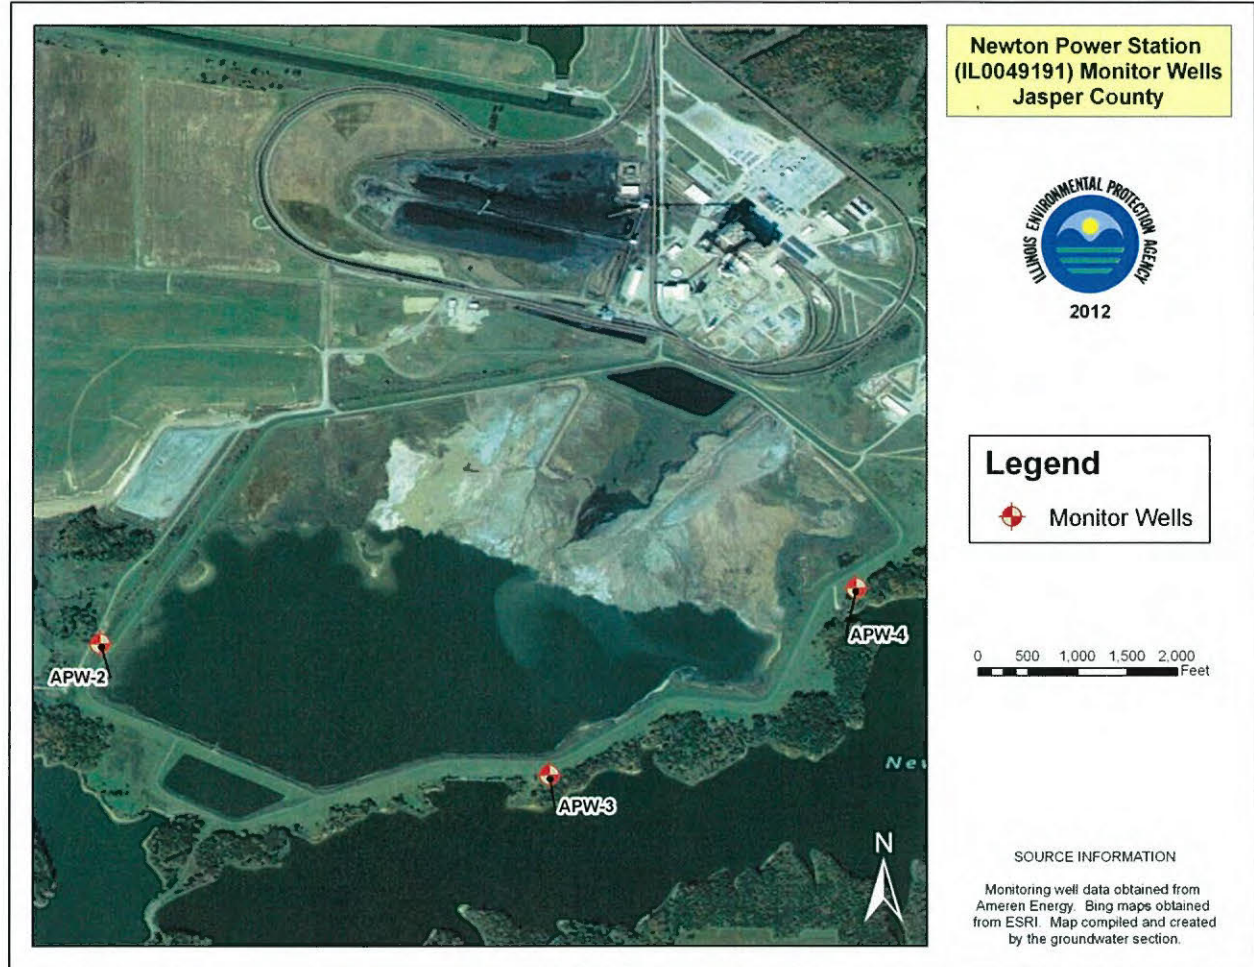 Newton Power Station
(IL0049191) Monitor Wells
Jasper County
ILLINOIS ENVIRONMENTAL PROTECTION AGENCY
2012
Legend
Monitor Wells
0 500 1,000 1,500 2,000
Feet
APW-2
APW-3
APW-4
New
N
SOURCE INFORMATION
Monitoring well data obtained from
Ameren Energy. Bing maps obtained
from ESRI. Map compiled and created
by the groundwater section.